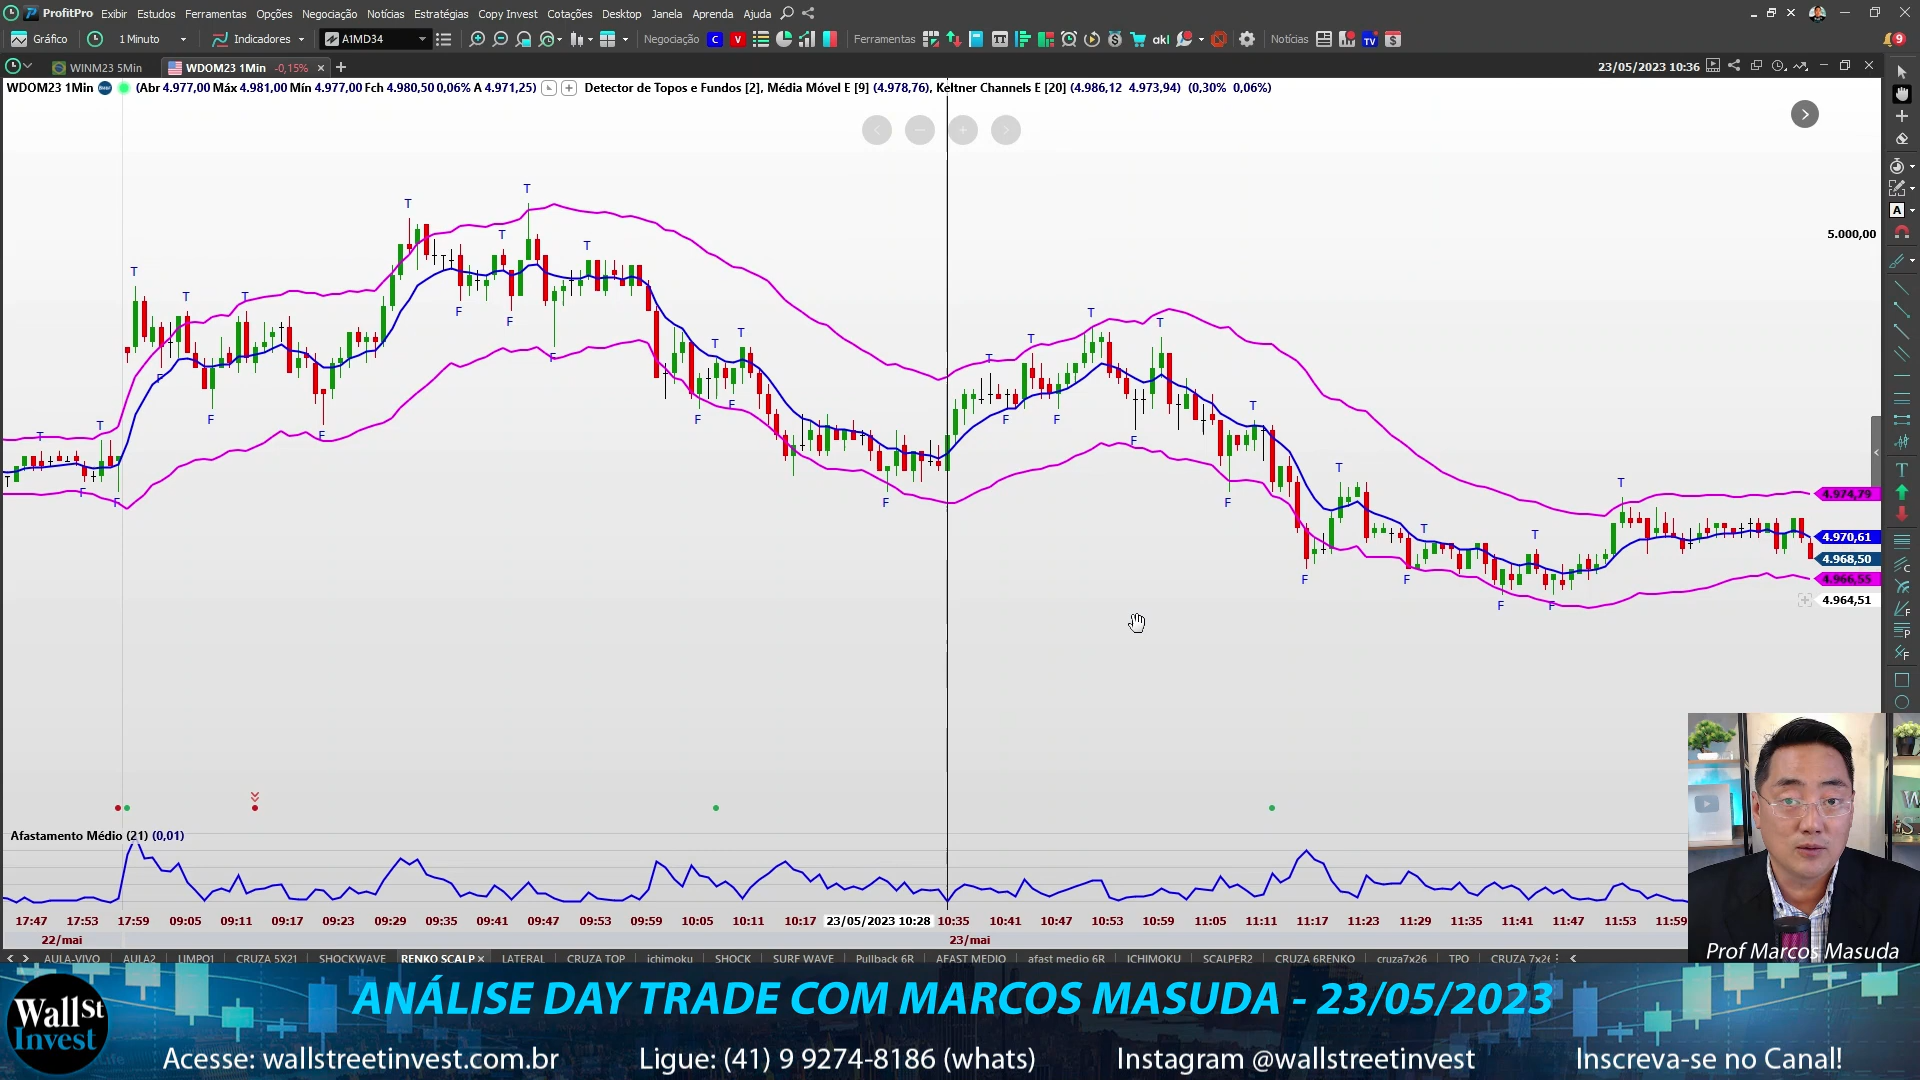 ProfitPro Exibir Estudos Ferramentas Opções Negociação Notícias Estratégias Copy Invest Cotações Desktop Janela Aprenda Ajuda
Gráfico 1 Minuto Indicadores A1MD34 Negociação C V Ferramentas Notícias 9
WINM23 5Min WDOM23 1Min -0,15% 23/05/2023 10:36
WDOM23 1Min (Abr 4.977,00 Máx 4.981,00 Mín 4.977,00 Fch 4.980,50 0,06% A 4.971,25) Detector de Topos e Fundos [2], Média Móvel E [9] (4.978,76), Keltner Channels E [20] (4.986,12 4.973,94) (0,30% 0,06%)
5.000,00
4.974,79
4.970,61
4.968,50
4.966,55
4.964,51
Afastamento Médio (21) (0,01)
17:47 17:53 17:59 09:05 09:11 09:17 09:23 09:29 09:35 09:41 09:47 09:53 09:59 10:05 10:11 10:17 23/05/2023 10:28 10:35 10:41 10:47 10:53 10:59 11:05 11:11 11:17 11:23 11:29 11:35 11:41 11:47 11:53 11:59
22/mai 23/mai
AULA-VIVO AULA2 LIMPO1 CRUZA 5X21 SHOCKWAVE RENKO SCALP LATERAL CRUZA TOP ichimoku SHOCK SURF WAVE Pullback 6R AFAST MEDIO afast medio 6R ICHIMOKU SCALPER2 CRUZA 6RENKO cruza7x26 TPO CRUZA 7x26
Prof Marcos Masuda
Wall St Invest
ANÁLISE DAY TRADE COM MARCOS MASUDA - 23/05/2023
Acesse: wallstreetinvest.com.br Ligue: (41) 9 9274-8186 (whats) Instagram @wallstreetinvest Inscreva-se no Canal!